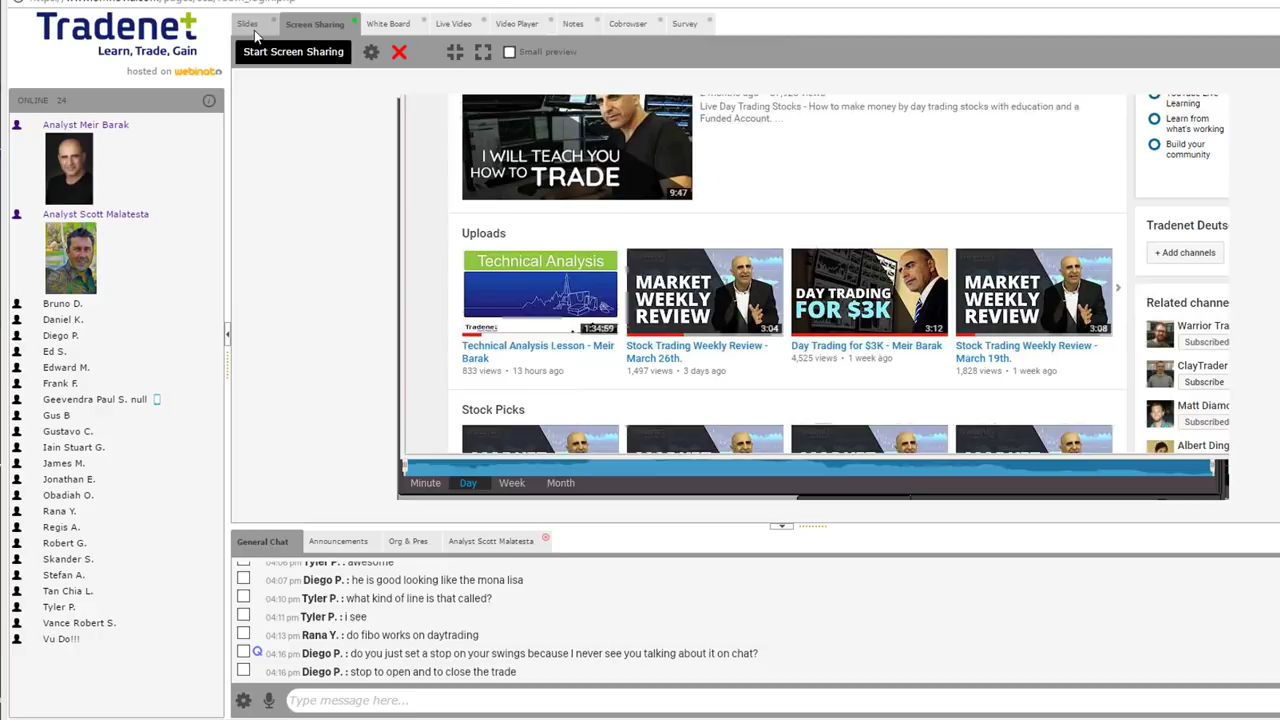 Tradenet
Learn, Trade, Gain
hosted on webinato
ONLINE 24
Analyst Meir Barak
Analyst Scott Malatesta
Bruno D.
Daniel K.
Diego P.
Ed S.
Edward M.
Frank F.
Geevendra Paul S. null
Gus B
Gustavo C.
Iain Stuart G.
James M.
Jonathan E.
Obadiah O.
Rana Y.
Regis A.
Robert G.
Skander S.
Stefan A.
Tan Chia L.
Tyler P.
Vance Robert S.
Vu Do!!!
Slides Screen Sharing White Board Live Video Video Player Notes Cobrowser Survey
Start Screen Sharing Small preview
Live Day Trading Stocks - How to make money by day trading stocks with education and a
Funded Account. ...
I WILL TEACH YOU
HOW TO TRADE
9:47
Learning
Learn from
what's working
Build your
community
Uploads
Technical Analysis
Tradenet
1:34:59
MARKET
WEEKLY
REVIEW
3:04
DAY TRADING
FOR $3K
3:12
MARKET
WEEKLY
REVIEW
3:08
Technical Analysis Lesson - Meir
Barak
833 views • 13 hours ago
Stock Trading Weekly Review -
March 26th.
1,497 views • 3 days ago
Day Trading for $3K - Meir Barak
4,525 views • 1 week ago
Stock Trading Weekly Review -
March 19th.
1,828 views • 1 week ago
Tradenet Deuts
+ Add channels
Related channe
Warrior Tra
Subscribed
ClayTrader
Subscribe
Matt Diamo
Subscribed
Albert Ding
Stock Picks
Minute Day Week Month
General Chat Announcements Org & Pres Analyst Scott Malatesta
04:06 pm Tyler P. : awesome
04:07 pm Diego P. : he is good looking like the mona lisa
04:10 pm Tyler P. : what kind of line is that called?
04:11 pm Tyler P. : i see
04:13 pm Rana Y. : do fibo works on daytrading
Q 04:16 pm Diego P. : do you just set a stop on your swings because I never see you talking about it on chat?
04:16 pm Diego P. : stop to open and to close the trade
Type message here...